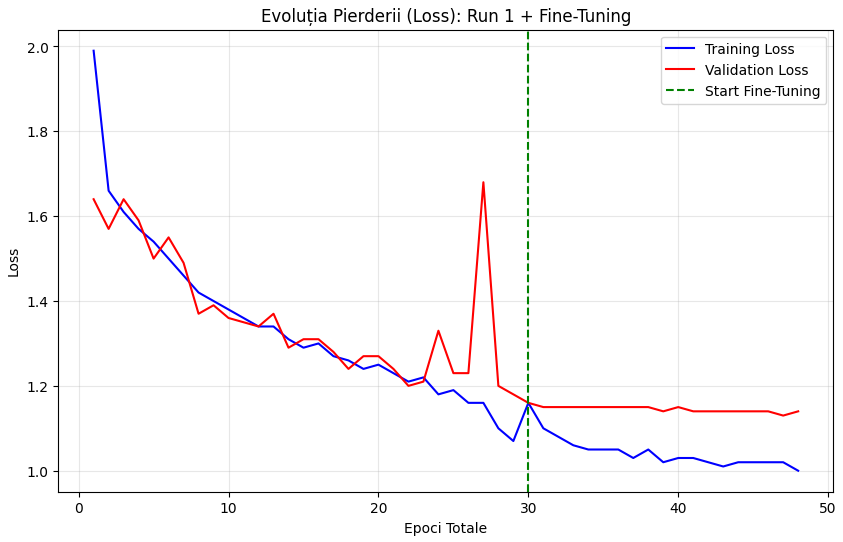 Evoluția Pierderii (Loss): Run 1 + Fine-Tuning
Training Loss
Validation Loss
Start Fine-Tuning
2.0
1.8
1.6
1.4
1.2
1.0
Loss
0 10 20 30 40 50
Epoci Totale